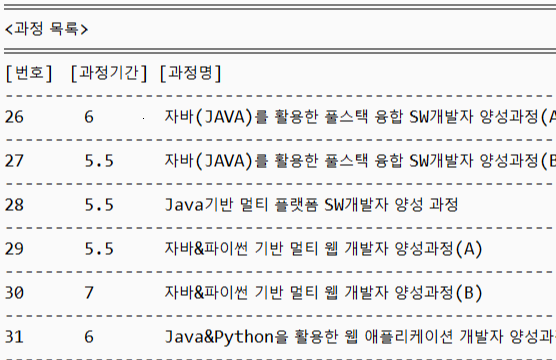 <과정 목록>
[번호] [과정기간] [과정명]
26 6 자바(JAVA)를 활용한 풀스택 융합 SW개발자 양성과정(A
27 5.5 자바(JAVA)를 활용한 풀스택 융합 SW개발자 양성과정(B
28 5.5 Java기반 멀티 플랫폼 SW개발자 양성 과정
29 5.5 자바&파이썬 기반 멀티 웹 개발자 양성과정(A)
30 7 자바&파이썬 기반 멀티 웹 개발자 양성과정(B)
31 6 Java&Python을 활용한 웹 애플리케이션 개발자 양성과